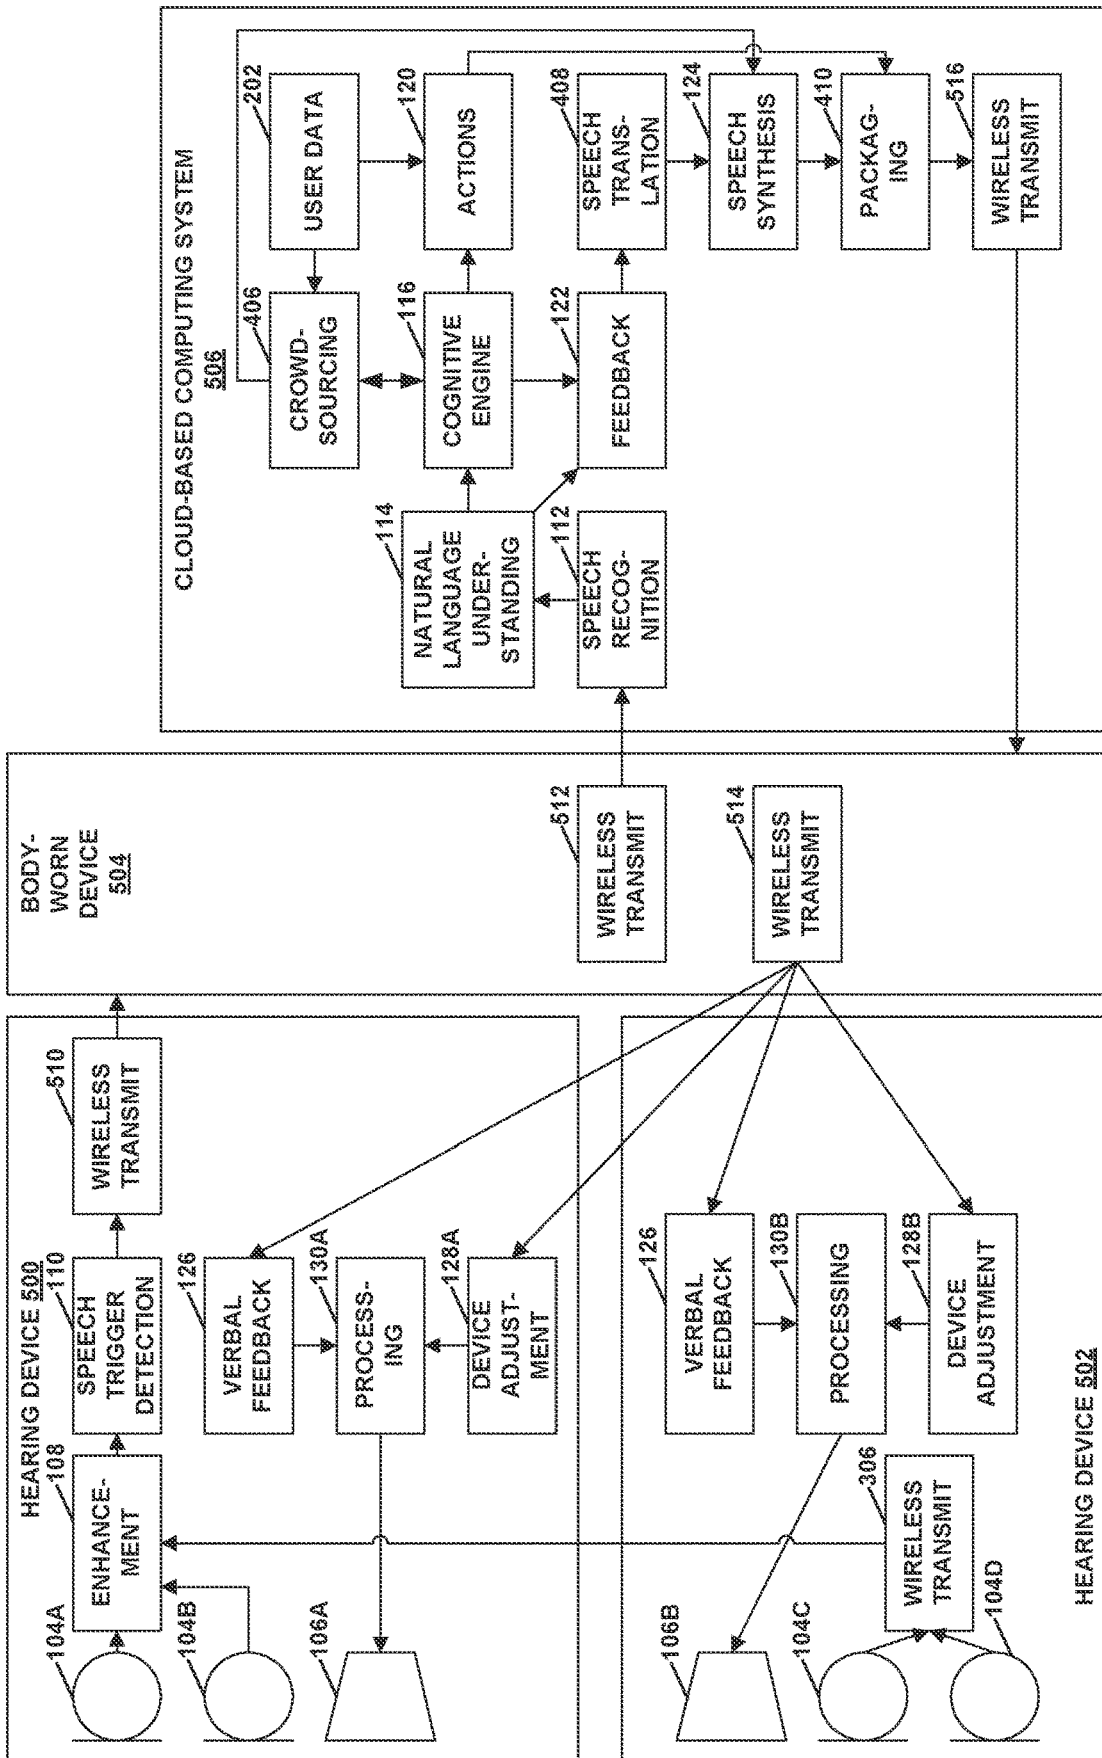 HEARING DEVICE 500
104A
104B
106A
108
ENHANCE-
MENT
110
SPEECH
TRIGGER
DETECTION
510
WIRELESS
TRANSMIT
126
VERBAL
FEEDBACK
130A
PROCESS-
ING
128A
DEVICE
ADJUST-
MENT
106B
104C
104D
306
WIRELESS
TRANSMIT
126
VERBAL
FEEDBACK
130B
PROCESSING
128B
DEVICE
ADJUSTMENT
HEARING DEVICE 502
BODY-
WORN
DEVICE
504
512
WIRELESS
TRANSMIT
514
WIRELESS
TRANSMIT
CLOUD-BASED COMPUTING SYSTEM
506
114
NATURAL
LANGUAGE
UNDER-
STANDING
112
SPEECH
RECOG-
NITION
406
CROWD-
SOURCING
116
COGNITIVE
ENGINE
122
FEEDBACK
202
USER DATA
120
ACTIONS
408
SPEECH
TRANS-
LATION
124
SPEECH
SYNTHESIS
410
PACKAG-
ING
516
WIRELESS
TRANSMIT